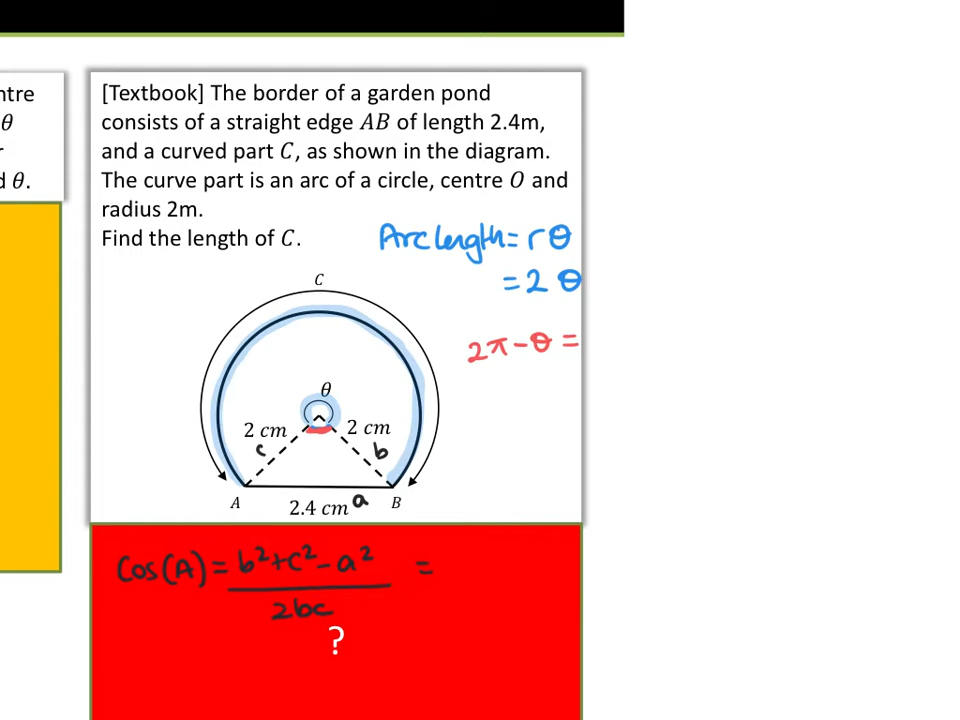 ntre
θ
r
d θ.
[Textbook] The border of a garden pond
consists of a straight edge AB of length 2.4m,
and a curved part C, as shown in the diagram.
The curve part is an arc of a circle, centre O and
radius 2m.
Find the length of C.
Arc length = rθ
= 2 θ
2π - θ =
C
θ
2 cm
2 cm
c
b
A
2.4 cm
a
B
Cos(A) = b²+c²-a² / 2bc =
?